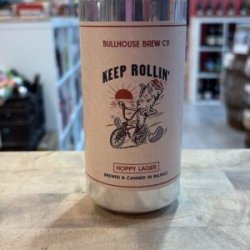 BULLHOUSE BREW CO
KEEP ROLLIN'
HOPPY LAGER
BREWED & CANNED IN BELFAST